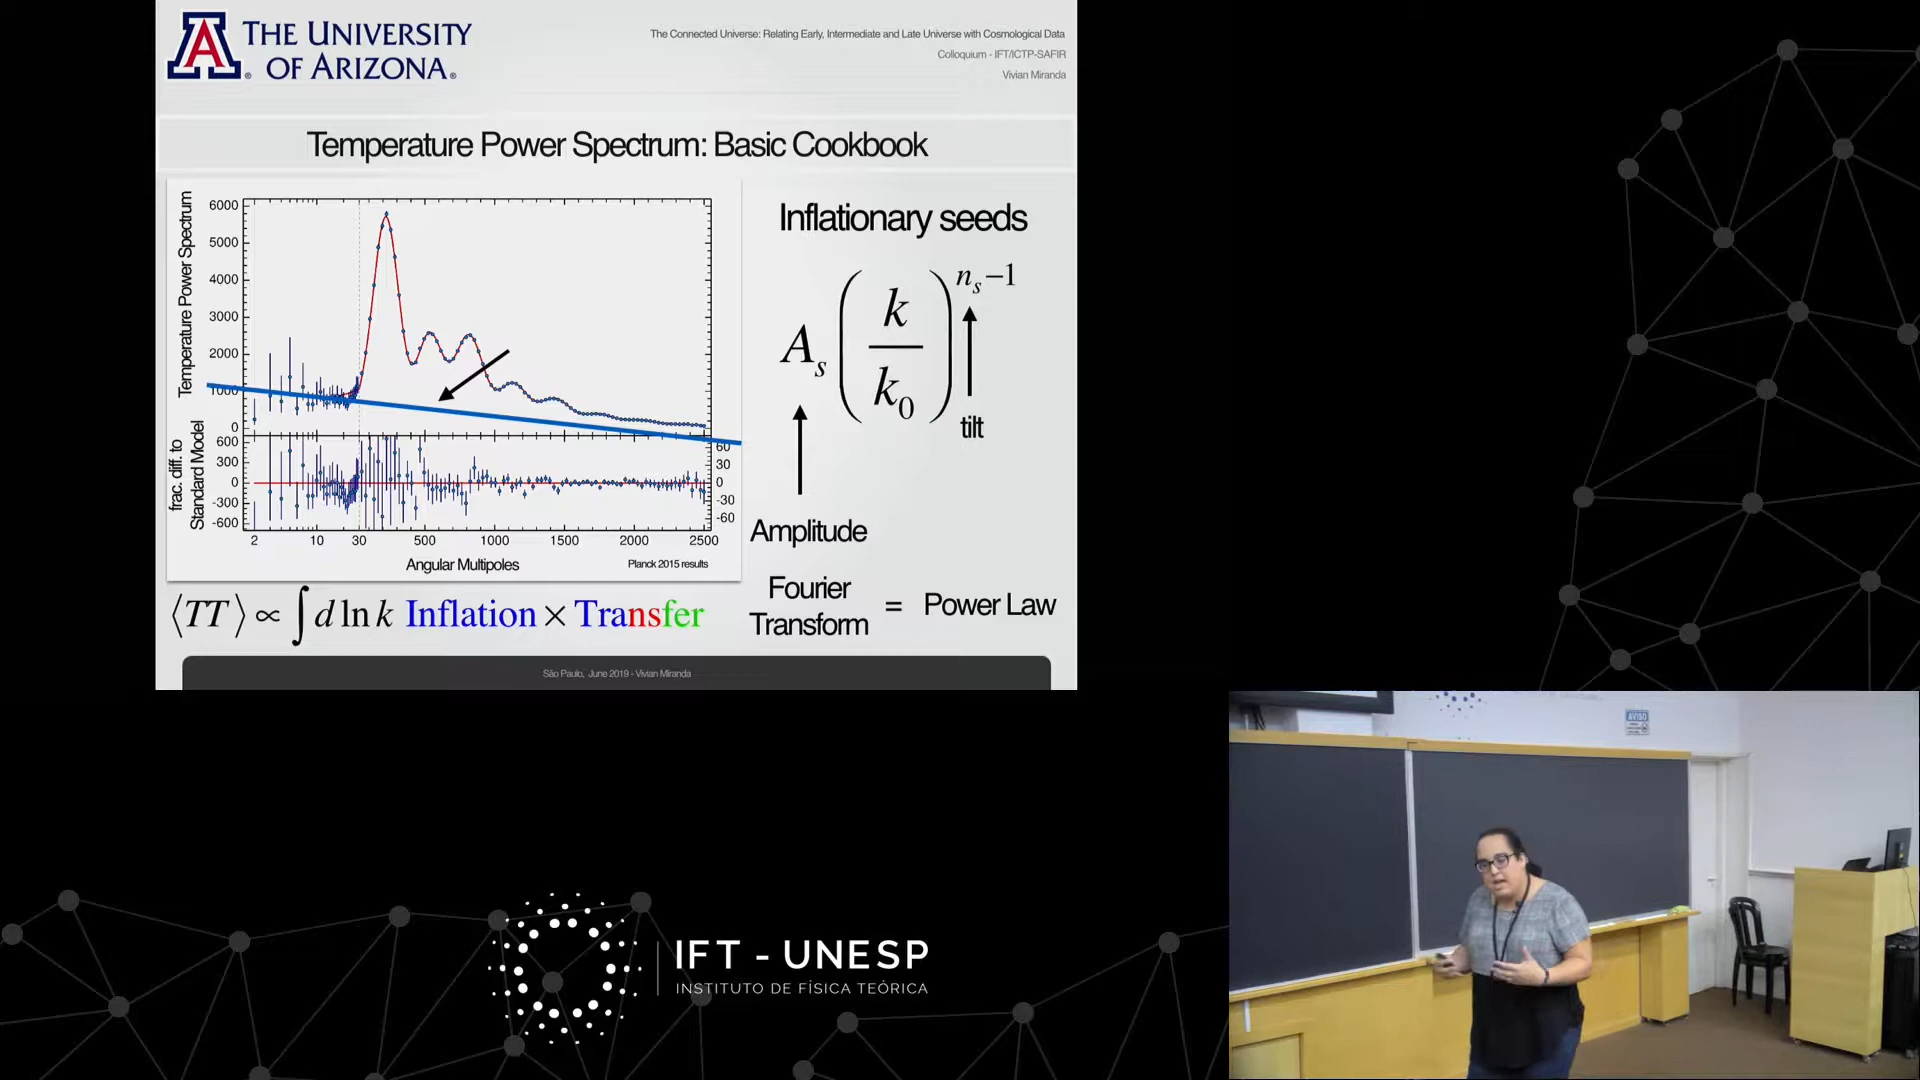 THE UNIVERSITY
OF ARIZONA®
The Connected Universe: Relating Early, Intermediate and Late Universe with Cosmological Data
Colloquium - IFT/ICTP-SAFIR
Vivian Miranda
Temperature Power Spectrum: Basic Cookbook
Temperature Power Spectrum
6000
5000
4000
3000
2000
1000
0
frac. diff. to
Standard Model
600
300
0
-300
-600
60
30
0
-30
-60
2 10 30 500 1000 1500 2000 2500
Angular Multipoles
Planck 2015 results
Inflationary seeds
A_s (k/k_0)^{n_s-1}
tilt
Amplitude
⟨TT⟩ ∝ ∫ d ln k Inflation × Transfer
Fourier
Transform = Power Law
São Paulo, June 2019 - Vivian Miranda
AVISO
IFT - UNESP
INSTITUTO DE FÍSICA TEÓRICA